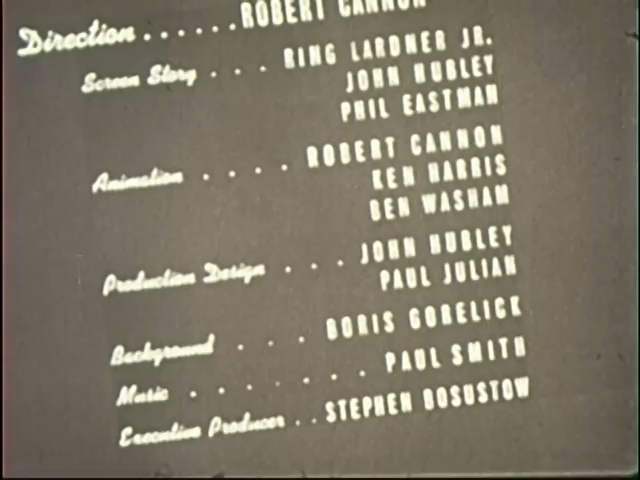 Direction . . . . . . ROBERT CANNON
Screen Story . . . RING LARDNER JR.
JOHN HUBLEY
PHIL EASTMAN
Animation . . . . ROBERT CANNON
KEN HARRIS
BEN WASHAM
Production Design . . . JOHN HUBLEY
PAUL JULIAN
Background . . . BORIS GORELICK
Music . . . . . . . PAUL SMITH
Executive Producer . . STEPHEN BOSUSTOW